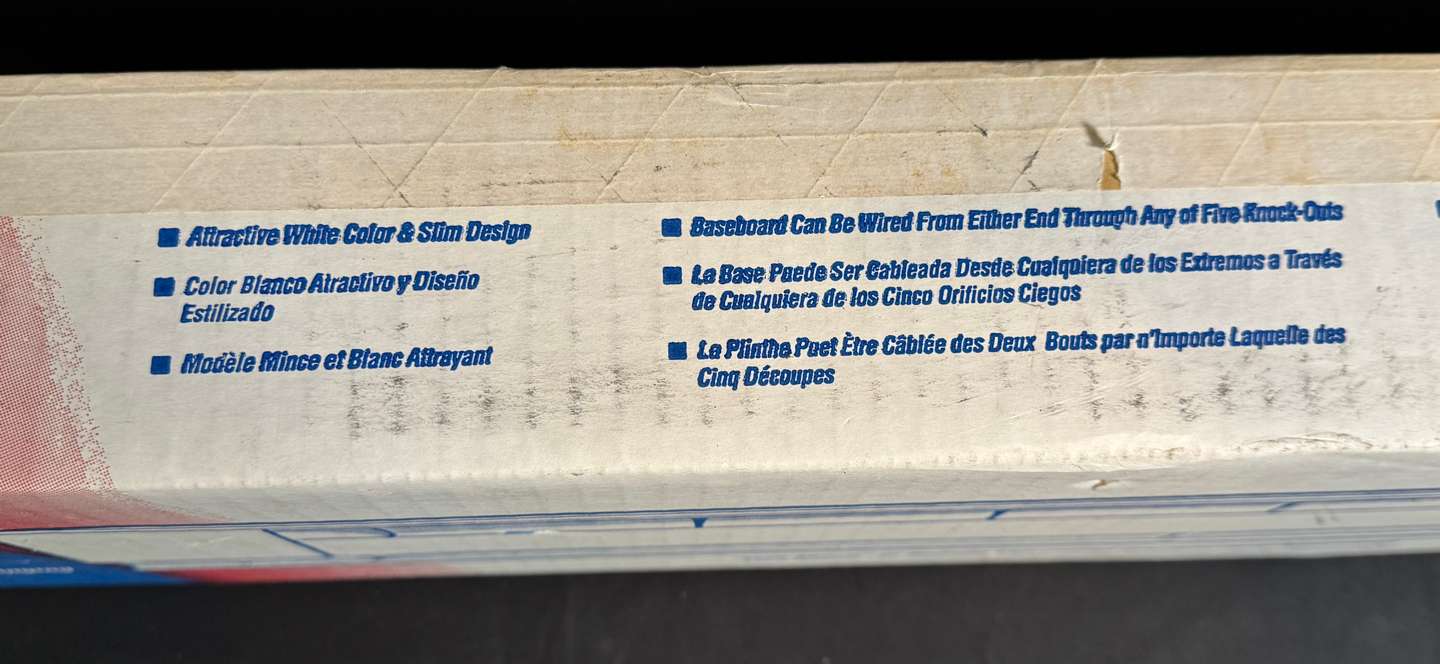 Attractive White Color & Slim Design
Color Blanco Atractivo y Diseño
Estilizado
Modèle Mince et Blanc Attrayant
Baseboard Can Be Wired From Either End Through Any of Five Knock-Outs
La Base Puede Ser Cableada Desde Cualquiera de los Extremos a Través
de Cualquiera de los Cinco Orificios Ciegos
La Plinthe Puet Être Câblée des Deux Bouts par n'Importe Laquelle des
Cinq Découpes